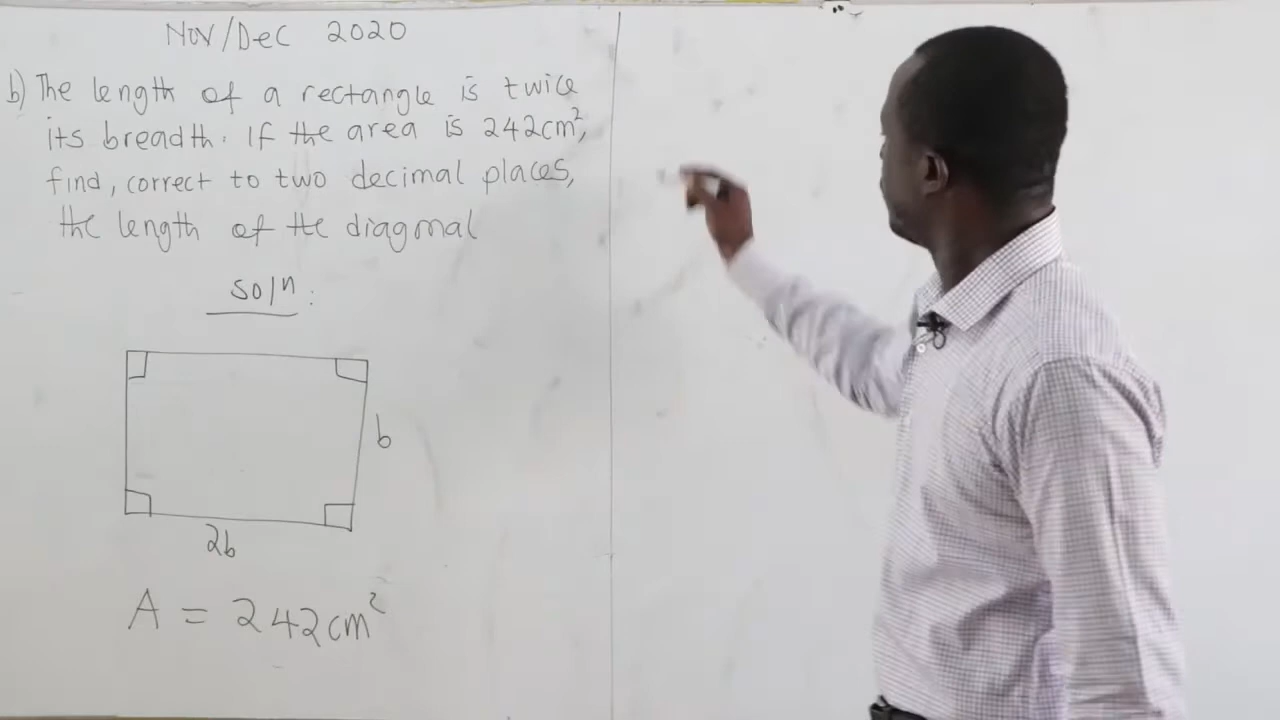 Nov/Dec 2020
b) The length of a rectangle is twice
its breadth. If the area is 242cm²,
find, correct to two decimal places,
the length of the diagonal
soln:
b
2b
A = 242cm²